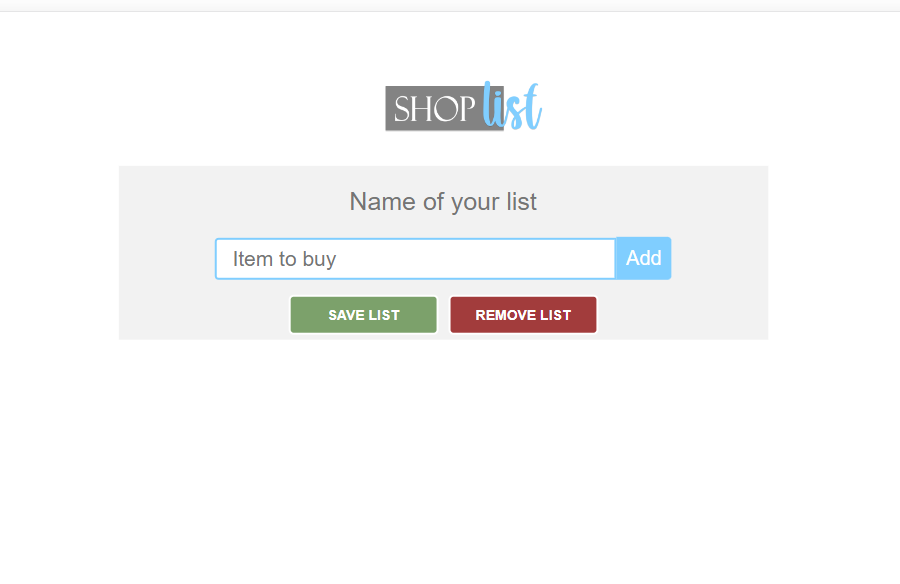 SHOP list
Name of your list
Item to buy
Add
SAVE LIST
REMOVE LIST